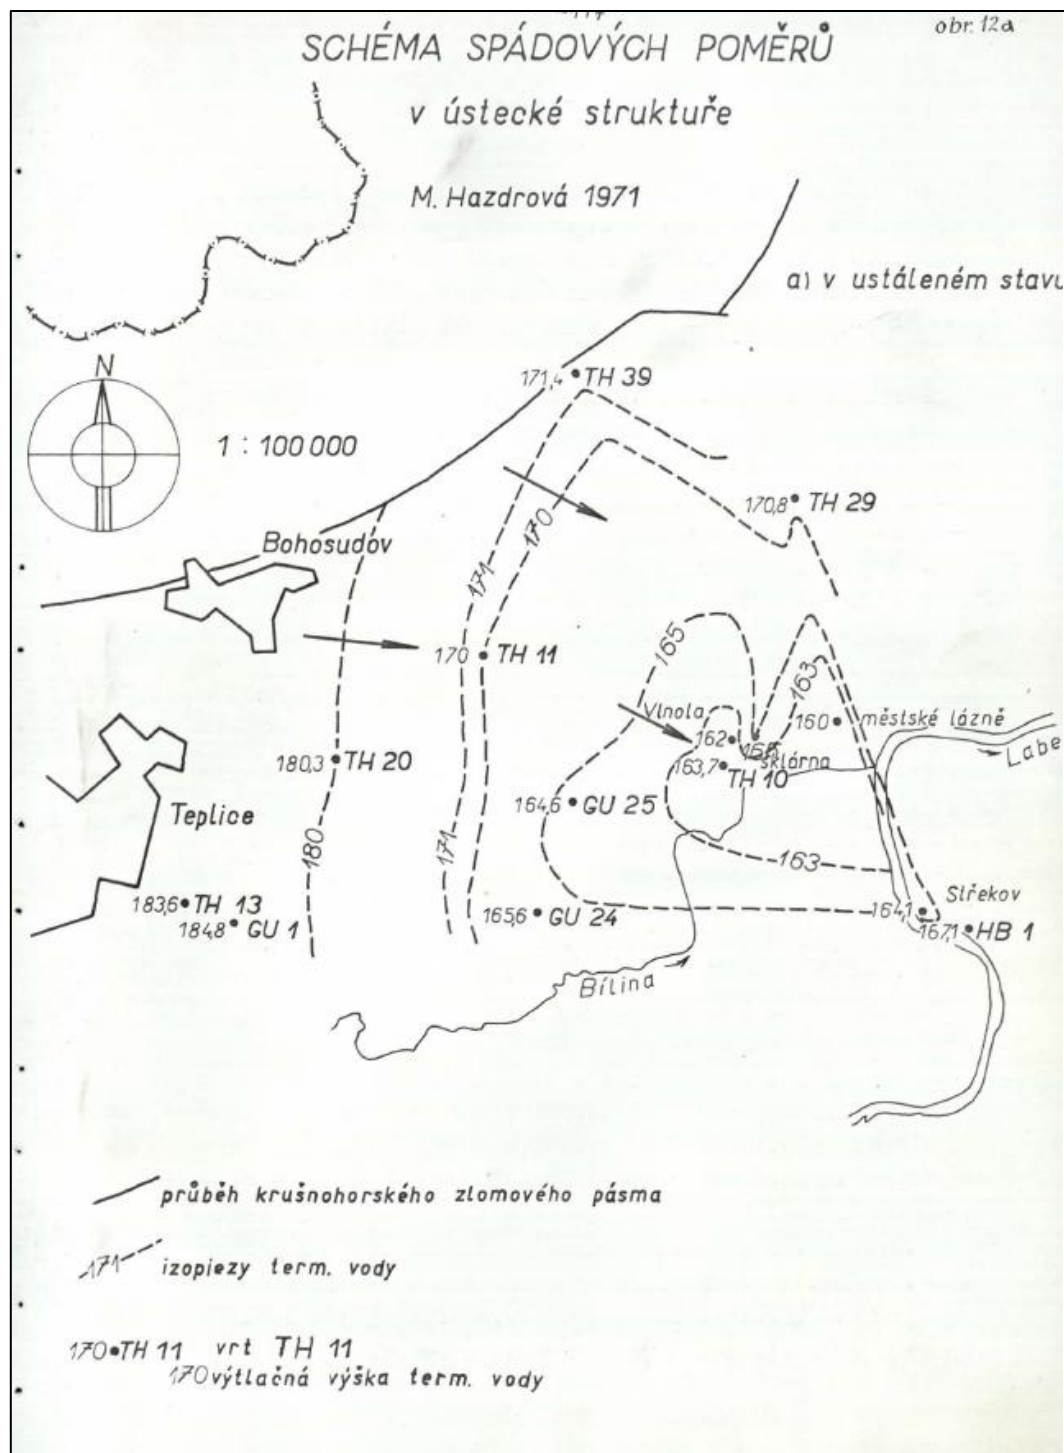 obr. 12a
SCHÉMA SPÁDOVÝCH POMĚRŮ
v ústecké struktuře
M. Hazdrová 1971
a) v ustáleném stavu
N
1 : 100 000
171,4 TH 39
170,8 TH 29
170
171
Bohosudov
170 TH 11
165
163
Vlnola
160 městské lázně
162
sklárna
Labe
163,7 TH 10
180,3 TH 20
164,6 GU 25
Teplice
180
171
163
183,6 TH 13
184,8 GU 1
165,6 GU 24
Střekov
164,1
167,1 HB 1
Bílina
průběh krušnohorského zlomového pásma
171 izopiezy term. vody
170 TH 11 vrt TH 11
170 výtlačná výška term. vody